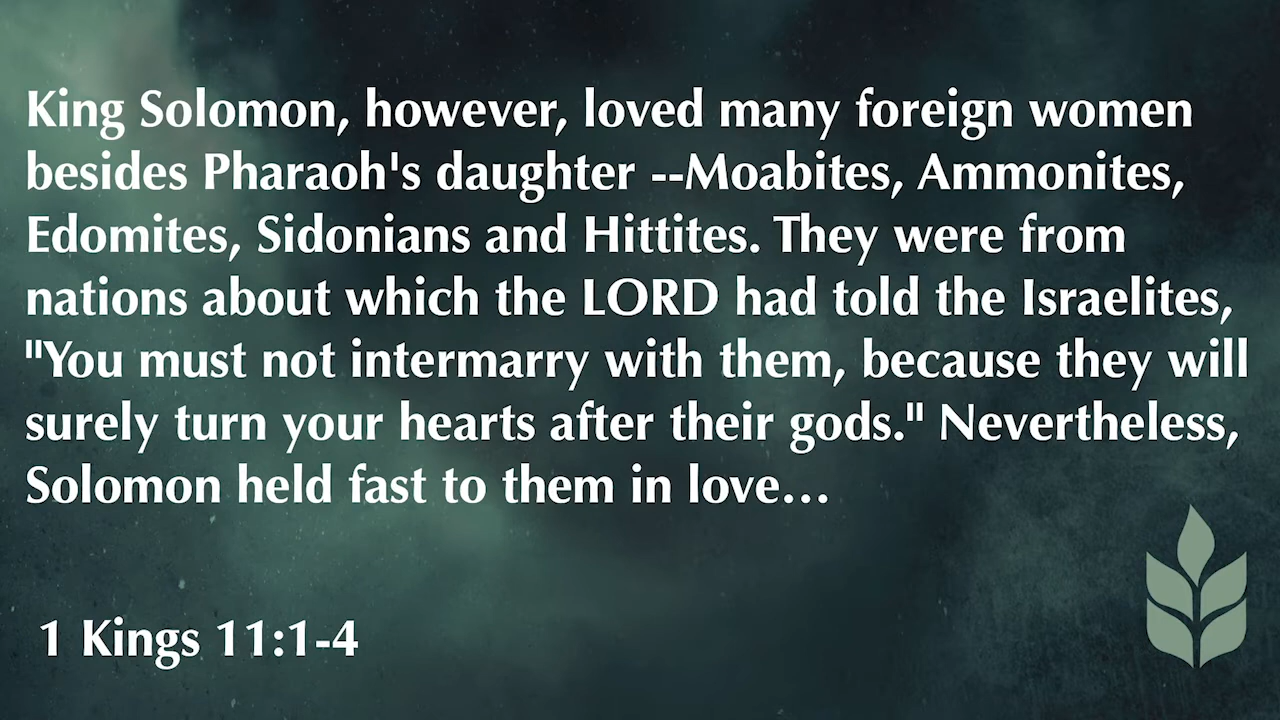 King Solomon, however, loved many foreign women
besides Pharaoh's daughter --Moabites, Ammonites,
Edomites, Sidonians and Hittites. They were from
nations about which the LORD had told the Israelites,
"You must not intermarry with them, because they will
surely turn your hearts after their gods." Nevertheless,
Solomon held fast to them in love…
1 Kings 11:1-4